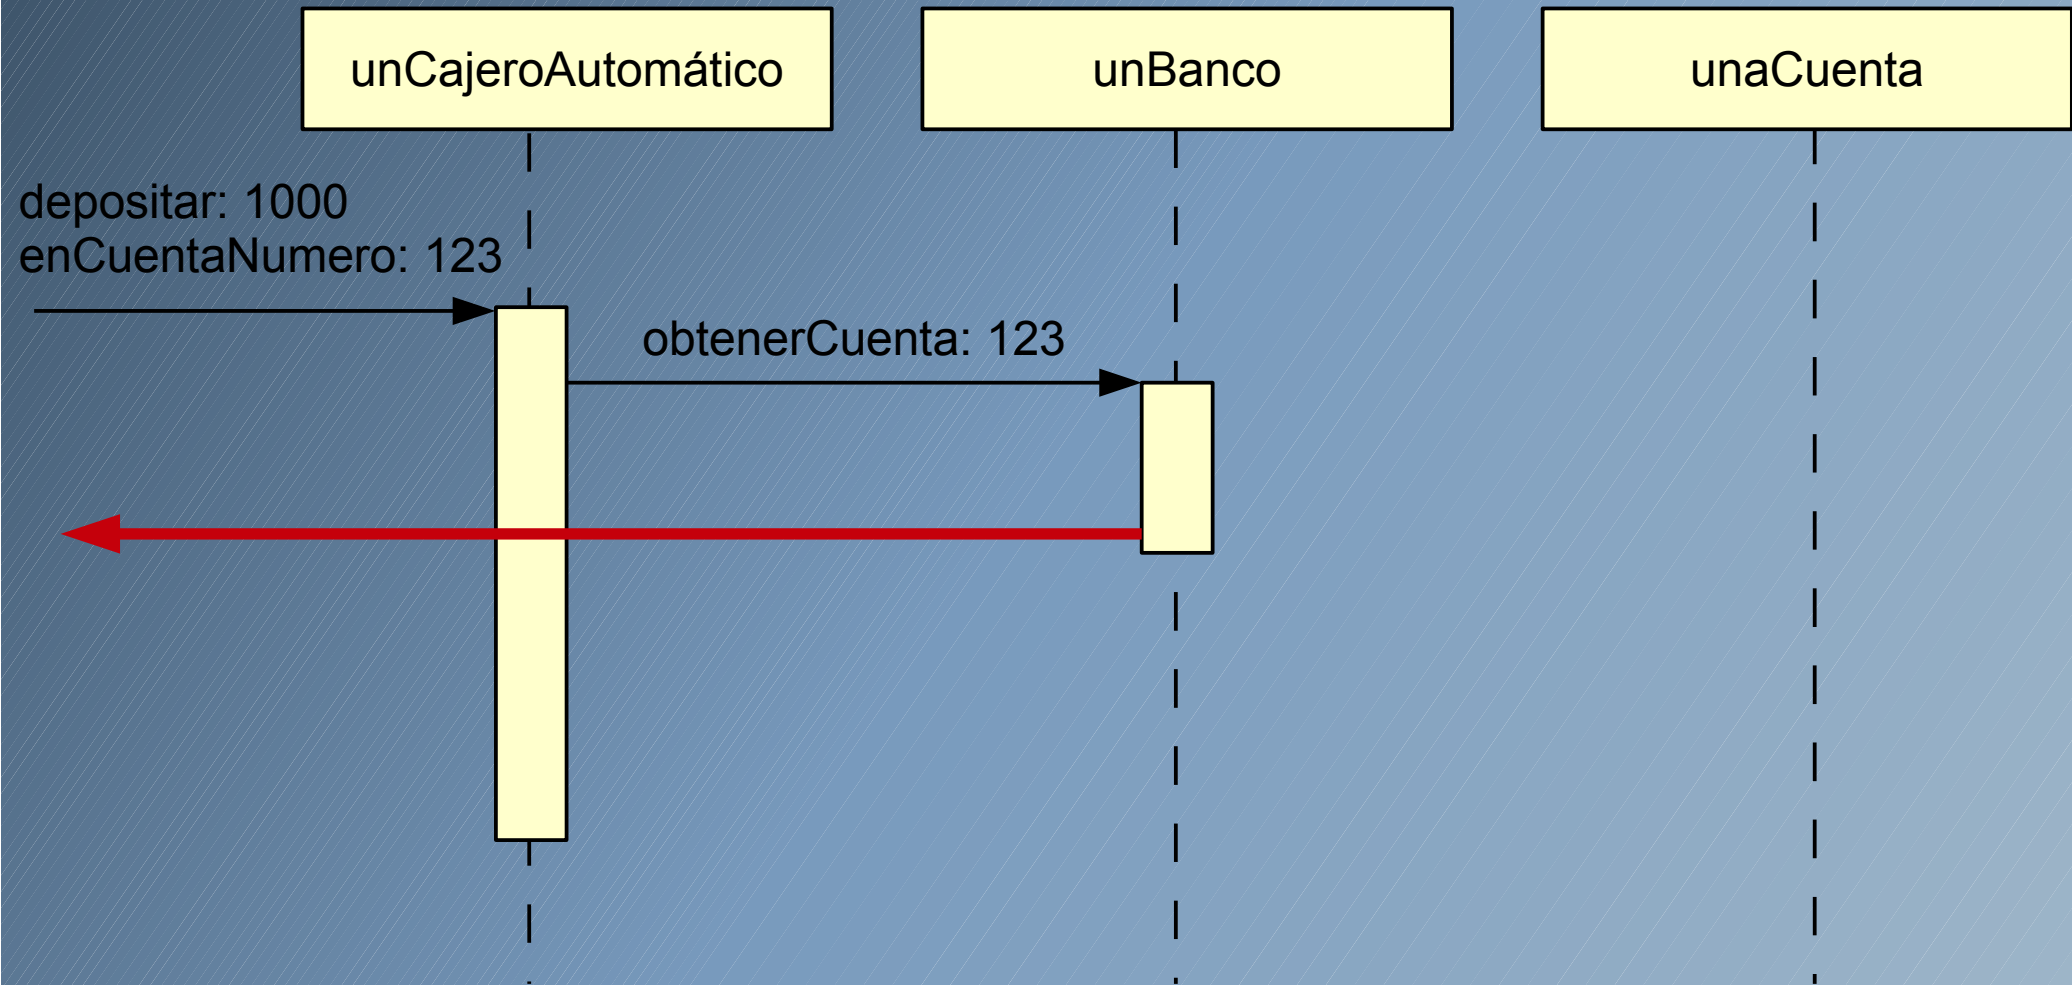 unCajeroAutomático
unBanco
unaCuenta
depositar: 1000
enCuentaNumero: 123
obtenerCuenta: 123